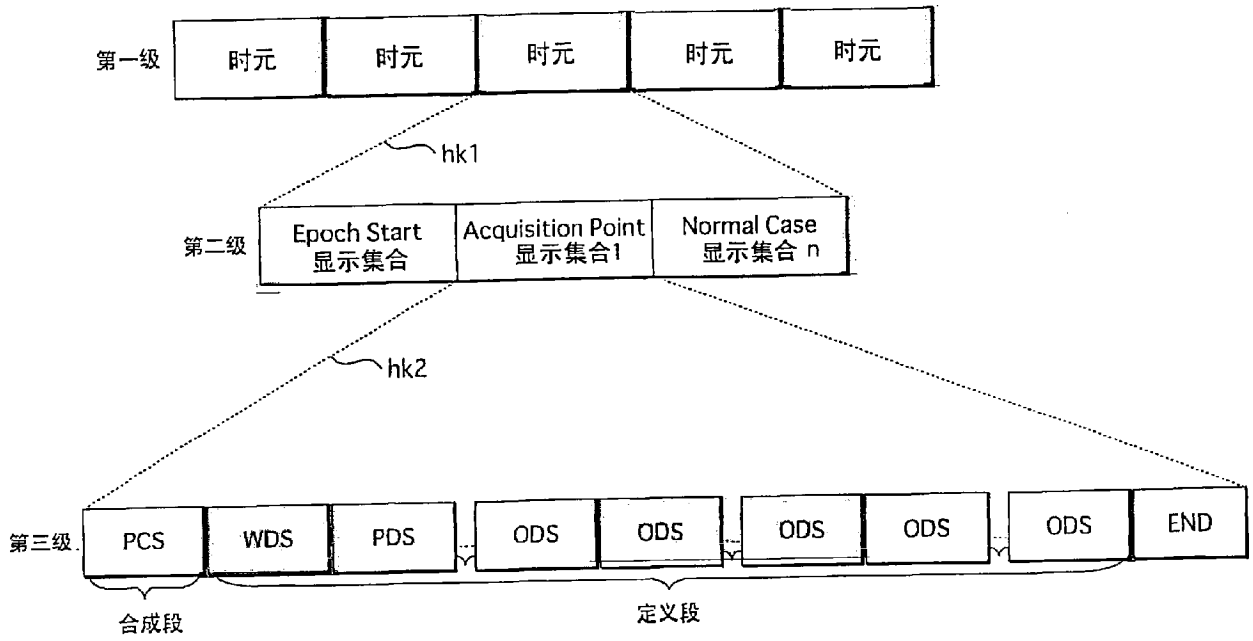 第一级
时元 时元 时元 时元 时元
hk1
第二级
Epoch Start
显示集合
Acquisition Point
显示集合1
Normal Case
显示集合 n
hk2
第三级
PCS WDS PDS ODS ODS ODS ODS ODS END
合成段
定义段